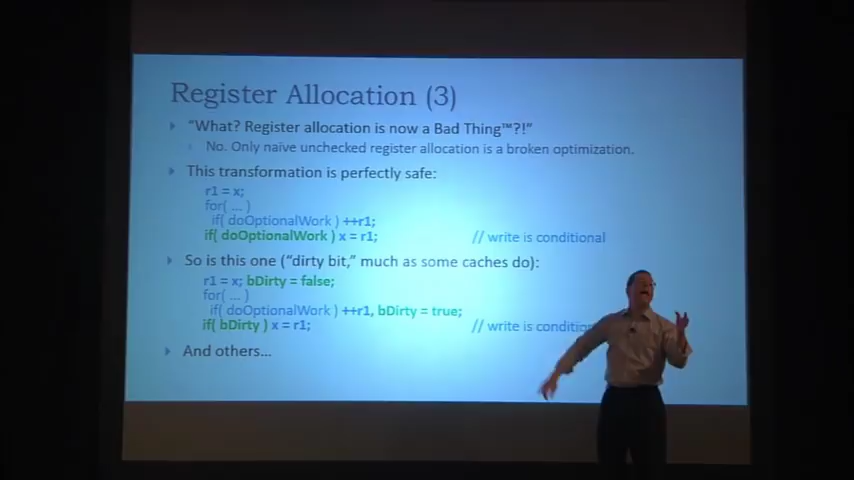 Register Allocation (3)
"What? Register allocation is now a Bad Thing™?!"
No. Only naïve unchecked register allocation is a broken optimization.
This transformation is perfectly safe:
r1 = x;
for( ... )
if( doOptionalWork ) ++r1;
if( doOptionalWork ) x = r1; // write is conditional
So is this one ("dirty bit," much as some caches do):
r1 = x; bDirty = false;
for( ... )
if( doOptionalWork ) ++r1, bDirty = true;
if( bDirty ) x = r1; // write is
And others...